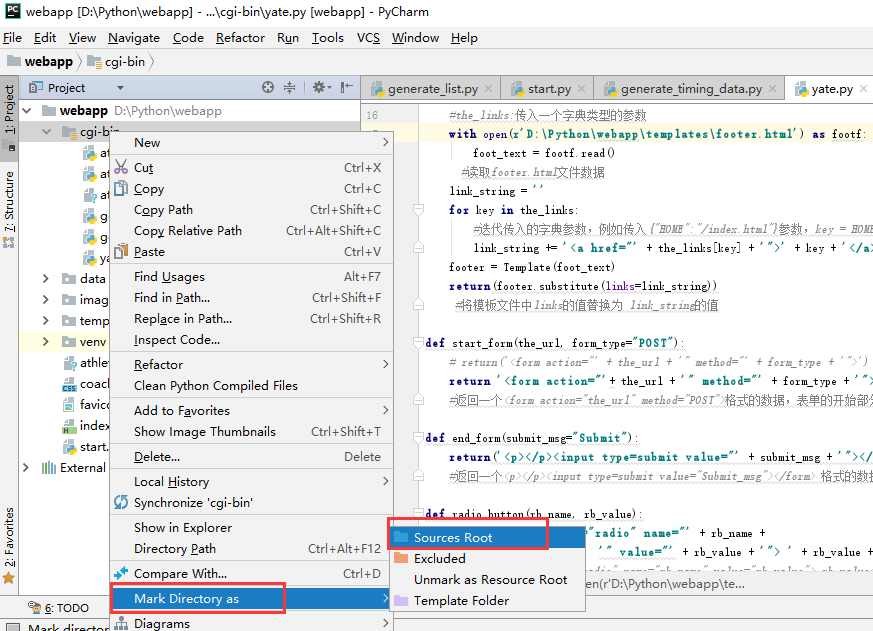 webapp [D:\Python\webapp] - ...\cgi-bin\yate.py [webapp] - PyCharm
File Edit View Navigate Code Refactor Run Tools VCS Window Help
webapp cgi-bin
1: Project
7: Structure
2: Favorites
Project
generate_list.py start.py generate_timing_data.py yate.py
webapp D:\Python\webapp
data
venv
External
New
Cut Ctrl+X
Copy Ctrl+C
Copy Path Ctrl+Shift+C
Copy Relative Path Ctrl+Alt+Shift+C
Paste Ctrl+V
Find Usages Alt+F7
Find in Path... Ctrl+Shift+F
Replace in Path... Ctrl+Shift+R
Inspect Code...
Refactor
Clean Python Compiled Files
Add to Favorites
Show Image Thumbnails Ctrl+Shift+T
Delete... Delete
Local History
Synchronize 'cgi-bin'
Show in Explorer
Directory Path Ctrl+Alt+F12
Compare With... Ctrl+D
Mark Directory as
Diagrams
Sources Root
Excluded
Unmark as Resource Root
Template Folder
16
#the_links:传入一个字典类型的参数
with open(r'D:\Python\webapp\templates\footer.html') as footf:
foot_text = footf.read()
#读取footer.html文件数据
link_string = ''
for key in the_links:
#迭代传入的字典参数，例如传入{"HOME":"/index.html"}参数，key = HOME
link_string += '<a href="' + the_links[key] + '">' + key + '</a>
footer = Template(foot_text)
return(footer.substitute(links=link_string))
#将模板文件中links的值替换为 link_string的值
def start_form(the_url, form_type="POST"):
# return('<form action="' + the_url + '" method="' + form_type + '">')
return '<form action="'+ the_url + '" method="' + form_type + '">
#返回一个<form action="the_url" method="POST">格式的数据，表单的开始部分
def end_form(submit_msg="Submit"):
return('<p></p><input type=submit value="' + submit_msg +'"></
#返回一个<p></p><input type=submit value="Submit_msg"></form>格式的数据
def radio_button(rb_name, rb_value):
"radio" name="' + rb_name +
'" value="' + rb_value + '"> ' + rb_value +
en(r'D:\Python\webapp\te...
6: TODO